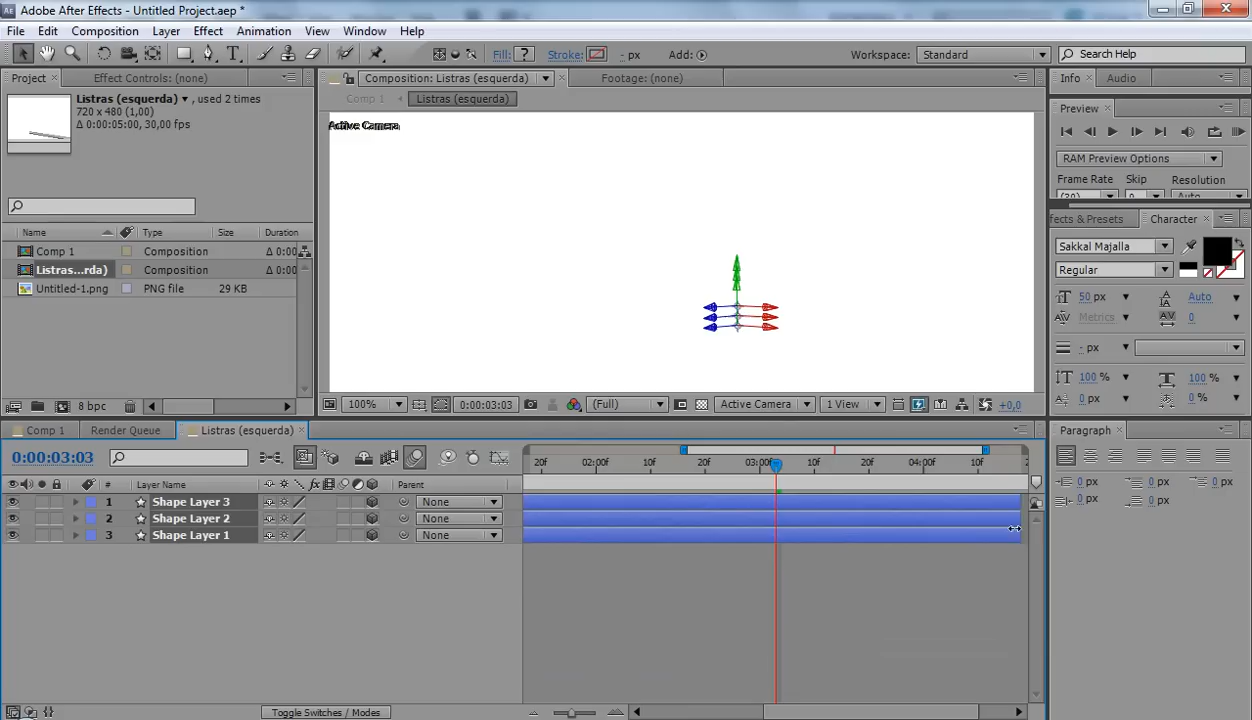 Adobe After Effects - Untitled Project.aep *
File Edit Composition Layer Effect Animation View Window Help
Fill: ? Stroke: - px Add: Workspace: Standard Search Help
Project Effect Controls: (none) Composition: Listras (esquerda) Footage: (none) Info Audio
Listras (esquerda) , used 2 times
720 x 480 (1,00)
Δ 0:00:05:00, 30,00 fps
Comp 1 Listras (esquerda)
Active Camera
Preview
RAM Preview Options
Frame Rate Skip Resolution
(30) Auto
ffects & Presets Character
Name Type Size Duration
Comp 1 Composition Δ 0:00
Listras...rda) Composition Δ 0:00
Untitled-1.png PNG file 29 KB
Sakkal Majalla
Regular
50 px Auto
Metrics 0
- px
100 % 100 %
0 px 0 %
8 bpc
100% 0:00:03:03 (Full) Active Camera 1 View +0,0
Comp 1 Render Queue Listras (esquerda)
Paragraph
0:00:03:03
20f 02:00f 10f 20f 03:00f 10f 20f 04:00f 10f 2
# Layer Name Parent
1 Shape Layer 3 None
2 Shape Layer 2 None
3 Shape Layer 1 None
0 px 0 px 0 px
0 px 0 px
Toggle Switches / Modes